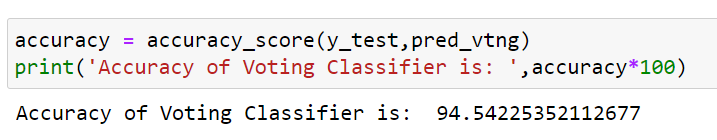 accuracy = accuracy_score(y_test,pred_vtng)
print('Accuracy of Voting Classifier is: ',accuracy*100)
Accuracy of Voting Classifier is:  94.54225352112677